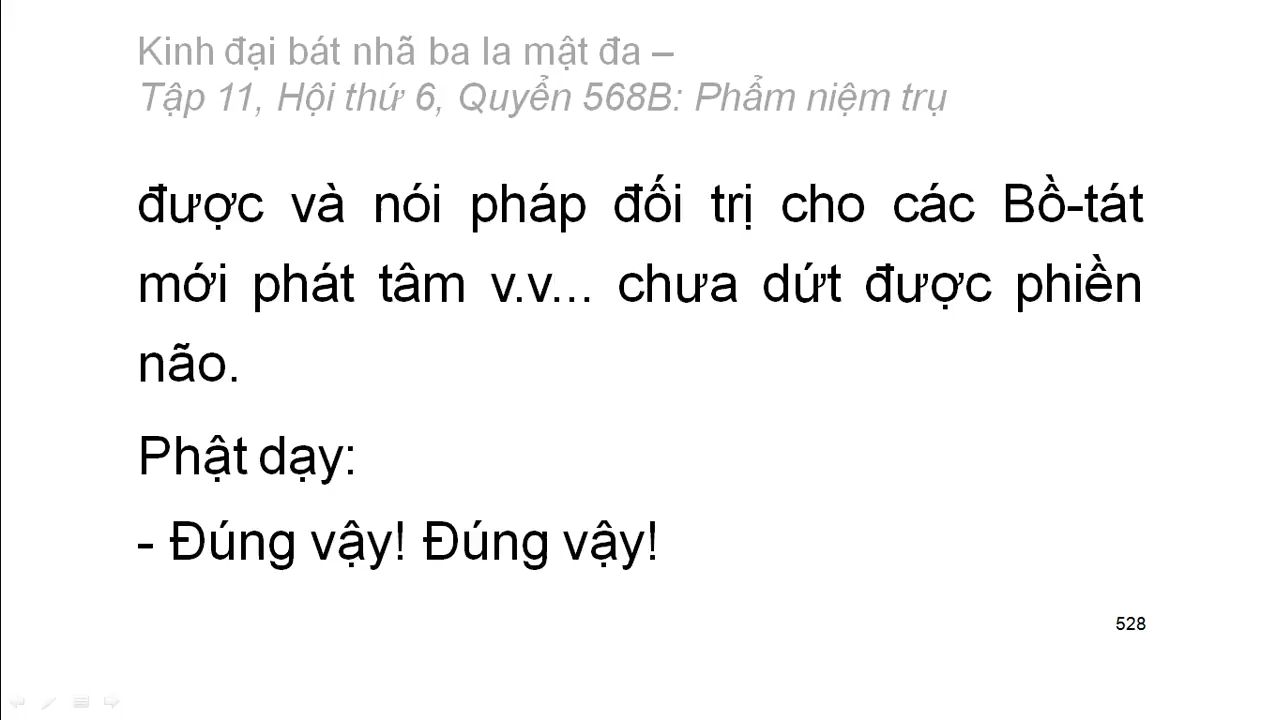 Kinh đại bát nhã ba la mật đa –
Tập 11, Hội thứ 6, Quyển 568B: Phẩm niệm trụ
được và nói pháp đối trị cho các Bồ-tát
mới phát tâm v.v... chưa dứt được phiền
não.
Phật dạy:
- Đúng vậy! Đúng vậy!
528